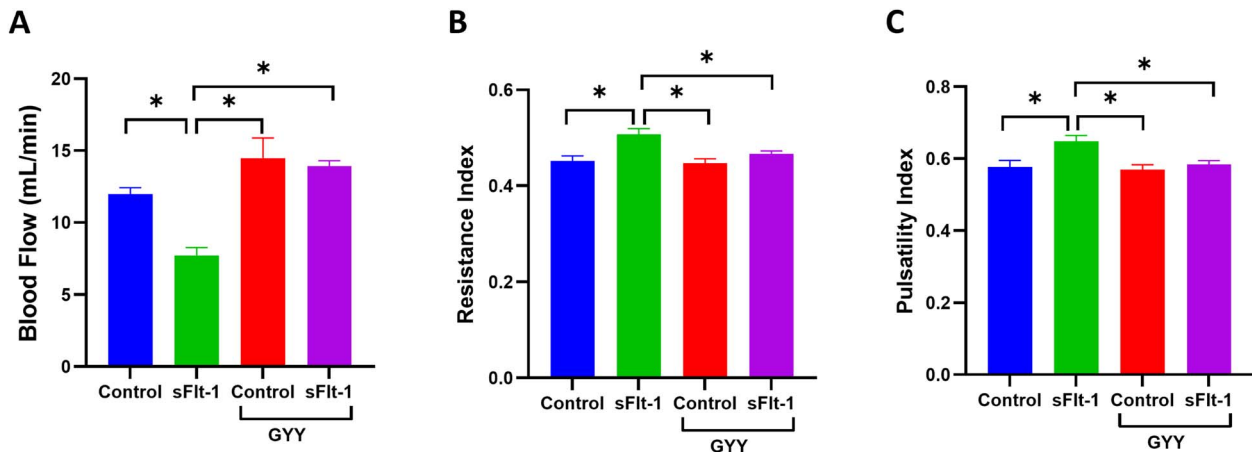 A
Blood Flow (mL/min)
20
15
10
5
0
* * *
Control sFlt-1 Control sFlt-1
GYY
B
Resistance Index
0.6
0.4
0.2
0.0
* * *
Control sFlt-1 Control sFlt-1
GYY
C
Pulsatility Index
0.8
0.6
0.4
0.2
0.0
* * *
Control sFlt-1 Control sFlt-1
GYY